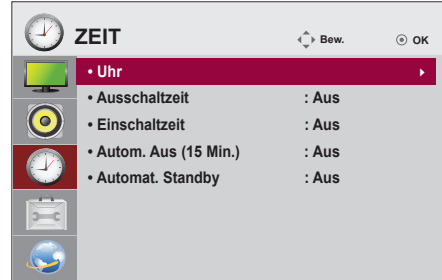 ZEIT Bew. OK
• Uhr
• Ausschaltzeit : Aus
• Einschaltzeit : Aus
• Autom. Aus (15 Min.) : Aus
• Automat. Standby : Aus